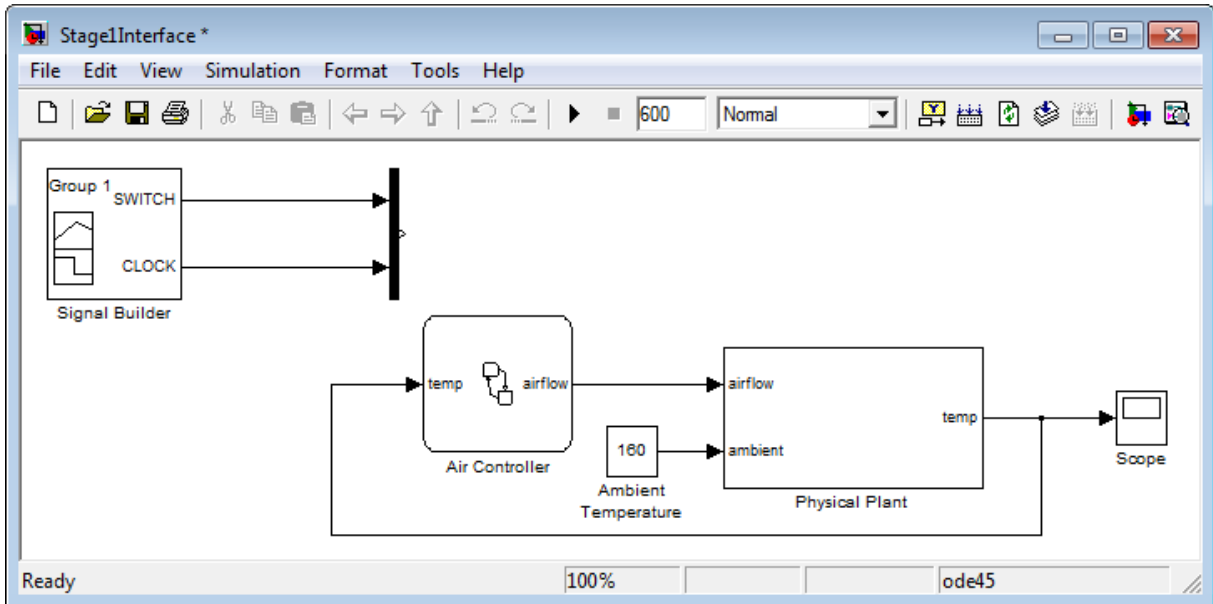 Stage1Interface *
File Edit View Simulation Format Tools Help
600 Normal
Group 1
SWITCH
CLOCK
Signal Builder
temp airflow
Air Controller
160
Ambient
Temperature
airflow
temp
ambient
Physical Plant
Scope
Ready 100% ode45